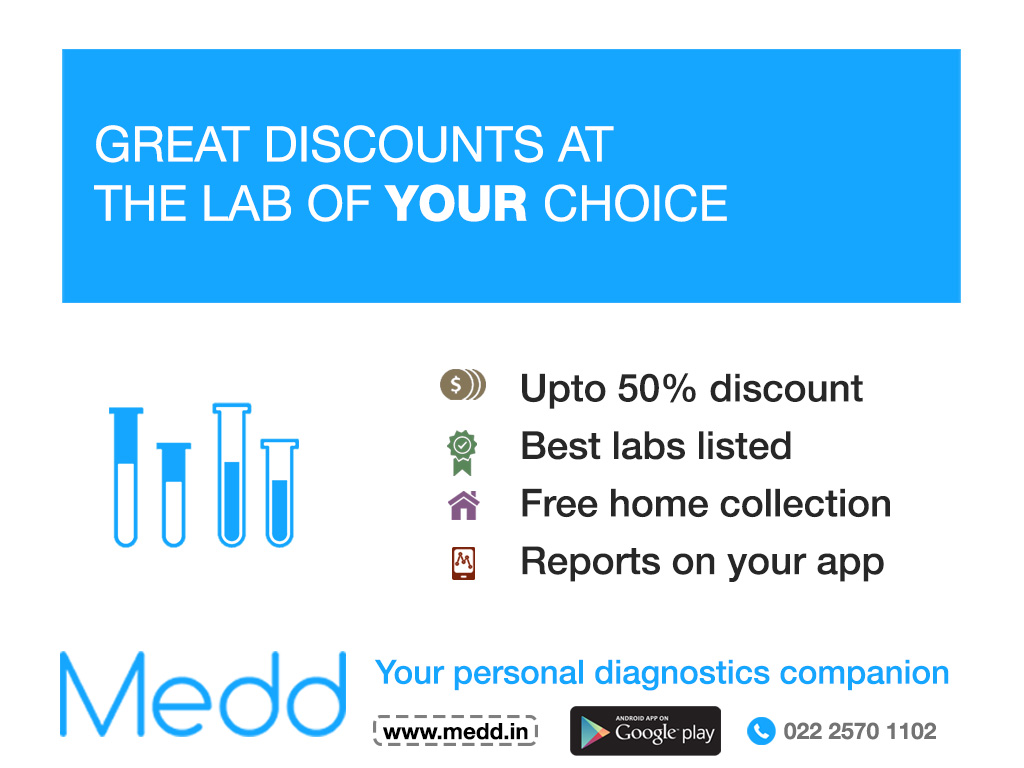 GREAT DISCOUNTS AT
THE LAB OF YOUR CHOICE
$
Upto 50% discount
Best labs listed
Free home collection
Reports on your app
Medd
Your personal diagnostics companion
www.medd.in
ANDROID APP ON
Google play
022 2570 1102